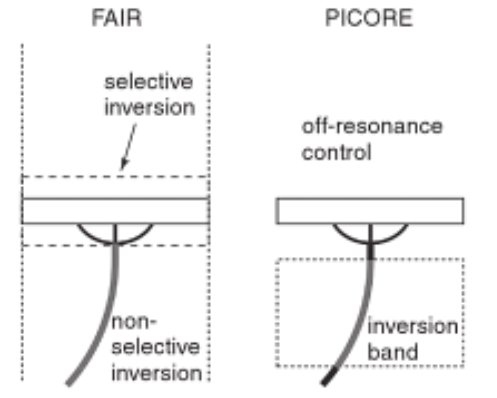 FAIR
selective
inversion
non-
selective
inversion
PICORE
off-resonance
control
inversion
band